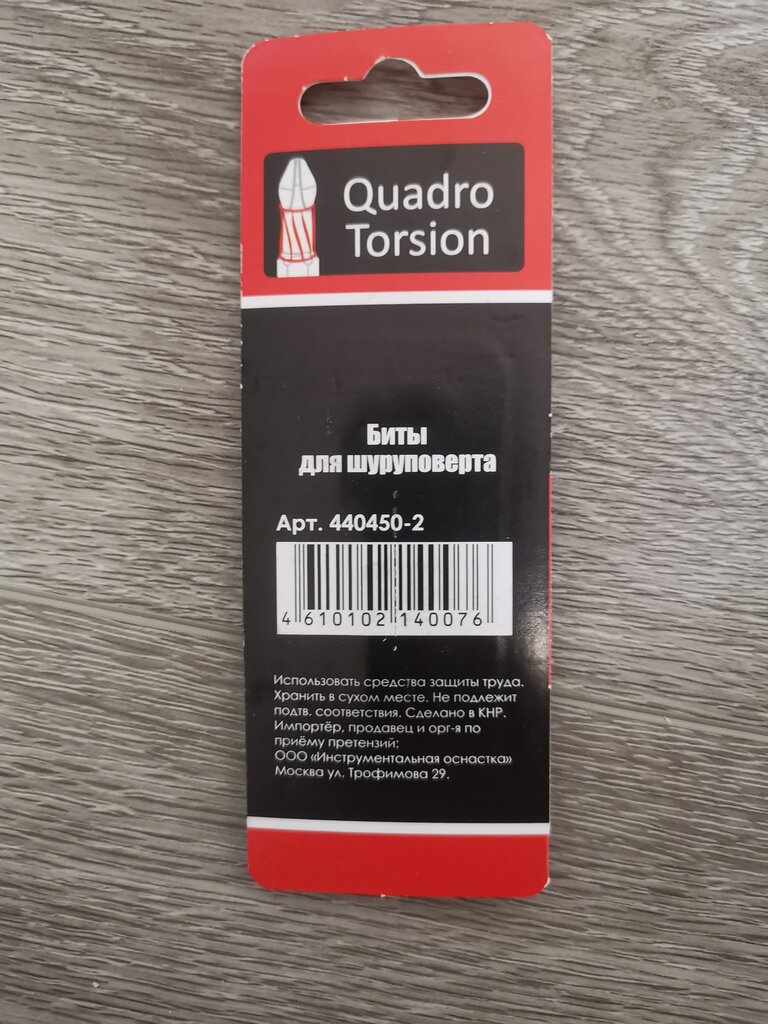 Quadro
Torsion
Биты
для шуруповерта
Арт. 440450-2
4 610102 140076
Использовать средства защиты труда.
Хранить в сухом месте. Не подлежит
подтв. соответствия. Сделано в КНР.
Импортёр, продавец и орг-я по
приёму претензий:
ООО «Инструментальная оснастка»
Москва ул. Трофимова 29.